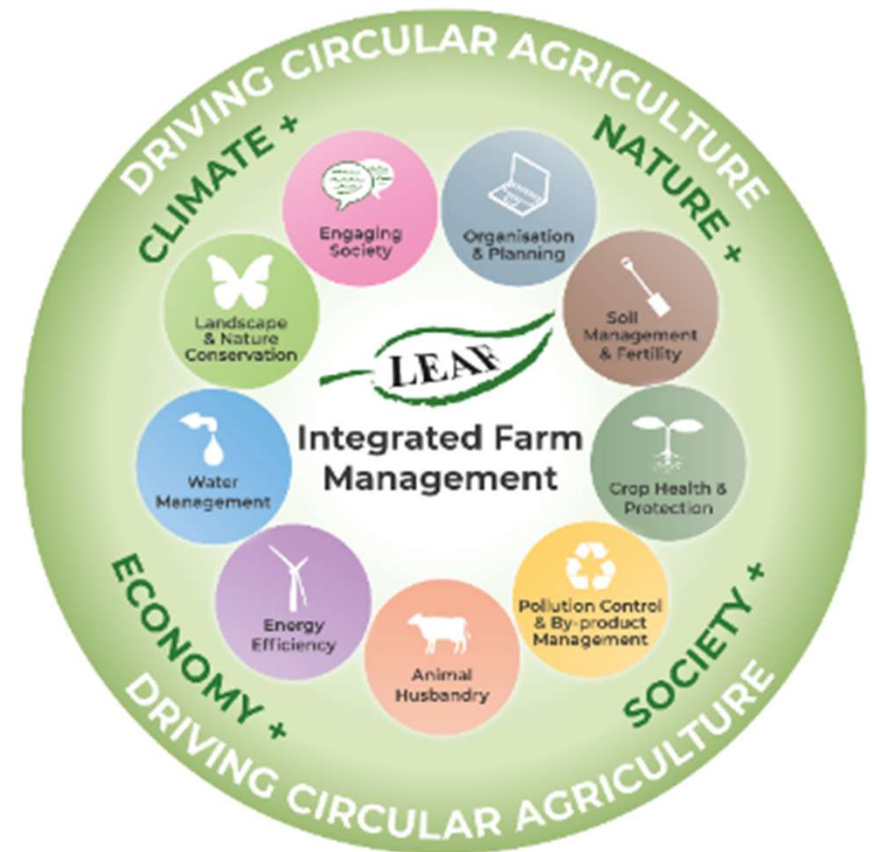 DRIVING CIRCULAR AGRICULTURE
CLIMATE +
NATURE +
Engaging
Society
Organisation
& Planning
Landscape
& Nature
Conservation
Soil
Management
& Fertility
LEAF
Integrated Farm
Management
Water
Management
Crop Health &
Protection
Energy
Efficiency
Pollution Control
& By-product
Management
Animal
Husbandry
ECONOMY +
SOCIETY +
DRIVING CIRCULAR AGRICULTURE